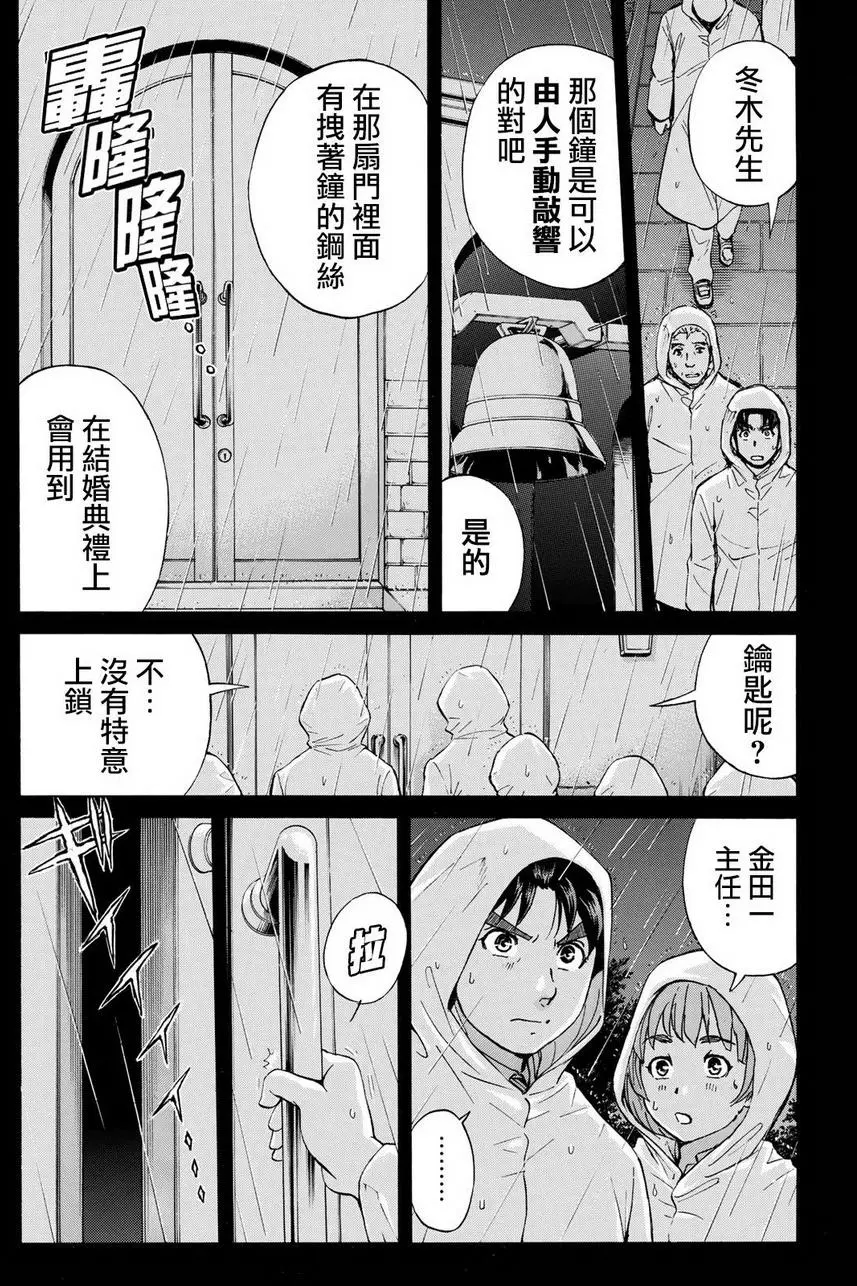 冬木先生
那個鐘是可以
由人手動敲響
的對吧
是的
在那扇門裡面
有拽著鐘的鋼絲
轟隆隆隆…
在結婚典禮上
會用到
鑰匙呢？
不…
沒有特意
上鎖
金田一
主任…
………
拉